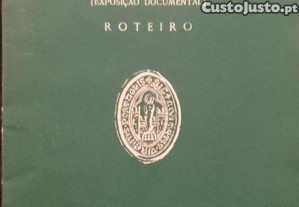 (EXPOSIÇÃO DOCUMENTAL
CustoJusto.pt
ROTEIRO